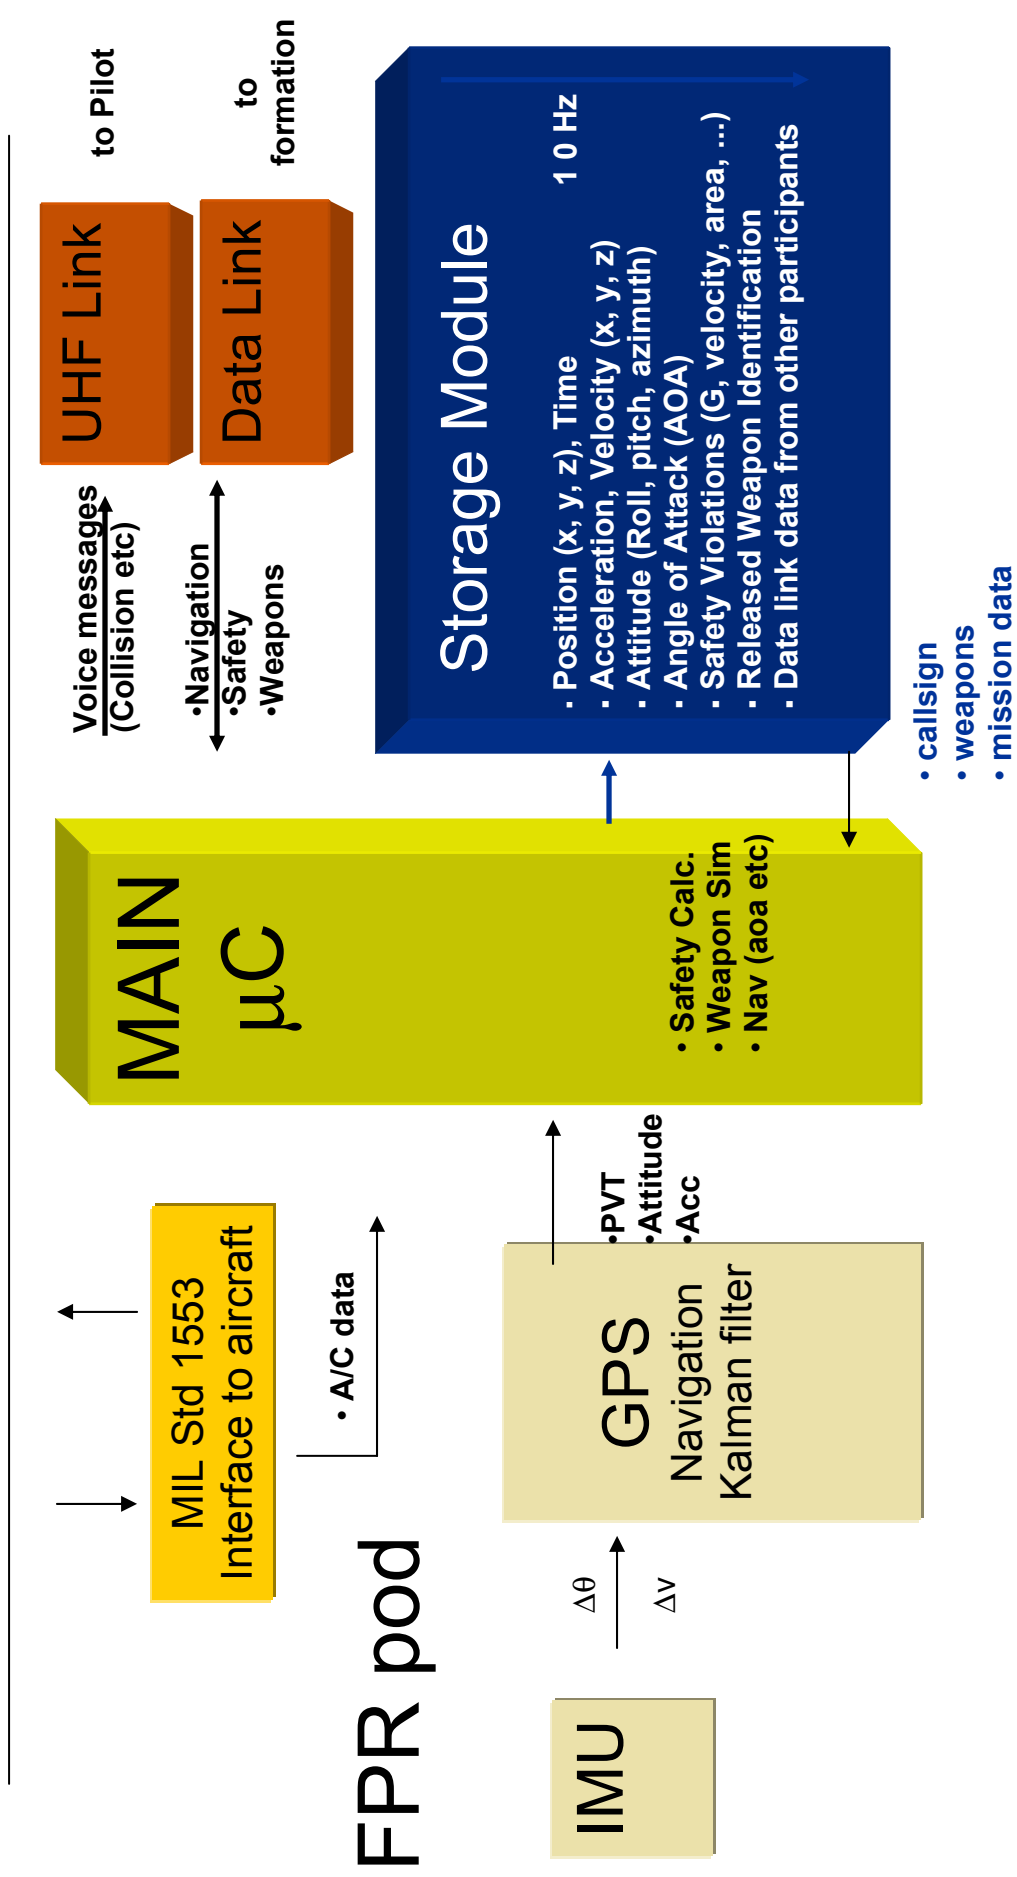 MIL Std 1553
Interface to aircraft
• A/C data
FPR pod
IMU
Δθ
Δv
GPS
Navigation
Kalman filter
•PVT
•Attitude
•Acc
MAIN
μC
• Safety Calc.
• Weapon Sim
• Nav (aoa etc)
Voice messages
(Collision etc)
•Navigation
•Safety
•Weapons
UHF Link
to Pilot
Data Link
to
formation
Storage Module
• Position (x, y, z), Time 1 0 Hz
• Acceleration, Velocity (x, y, z)
• Attitude (Roll, pitch, azimuth)
• Angle of Attack (AOA)
• Safety Violations (G, velocity, area, ...)
• Released Weapon Identification
• Data link data from other participants
• callsign
• weapons
• mission data